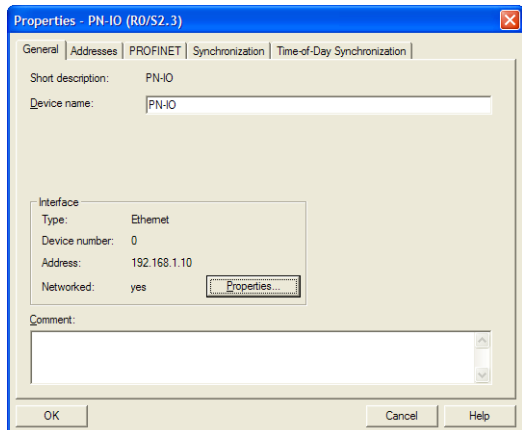 Properties - PN-IO (R0/S2.3)
General Addresses PROFINET Synchronization Time-of-Day Synchronization
Short description: PN-IO
Device name: PN-IO
Interface
Type: Ethernet
Device number: 0
Address: 192.168.1.10
Networked: yes Properties...
Comment:
OK Cancel Help